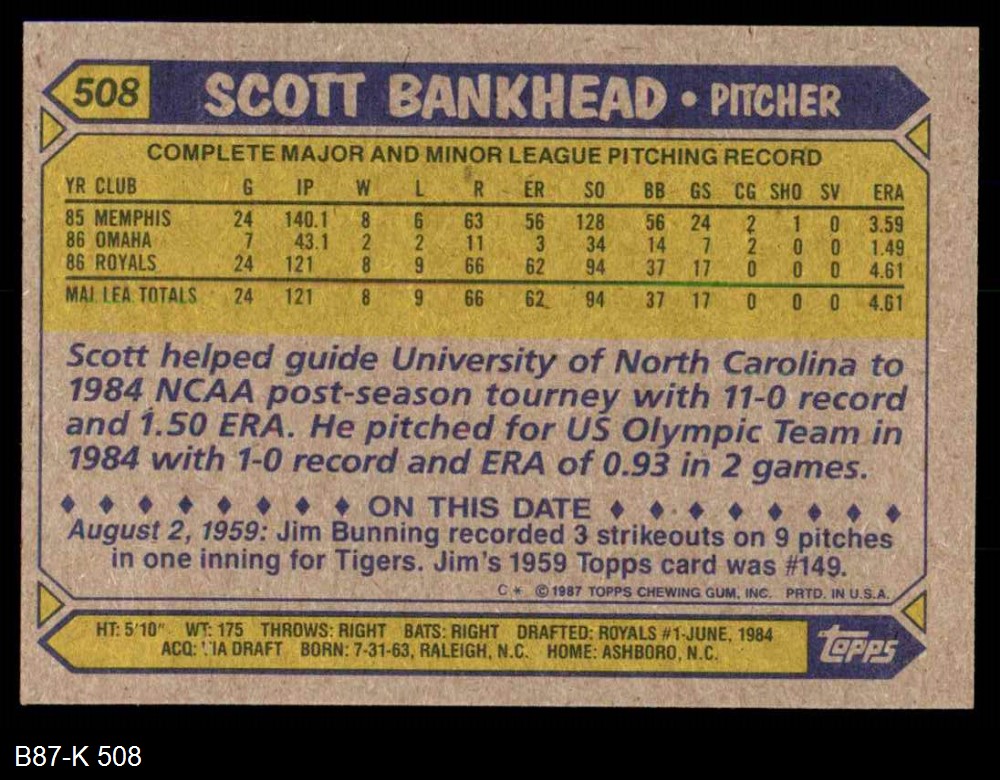 508 SCOTT BANKHEAD • PITCHER
COMPLETE MAJOR AND MINOR LEAGUE PITCHING RECORD
YR CLUB G IP W L R ER SO BB GS CG SHO SV ERA
85 MEMPHIS 24 140.1 8 6 63 56 128 56 24 2 1 0 3.59
86 OMAHA 7 43.1 2 2 11 3 34 14 7 2 0 0 1.49
86 ROYALS 24 121 8 9 66 62 94 37 17 0 0 0 4.61
MAJ LEA TOTALS 24 121 8 9 66 62 94 37 17 0 0 0 4.61
Scott helped guide University of North Carolina to
1984 NCAA post-season tourney with 11-0 record
and 1.50 ERA. He pitched for US Olympic Team in
1984 with 1-0 record and ERA of 0.93 in 2 games.
♦ ♦ ♦ ♦ ♦ ♦ ♦ ♦ ON THIS DATE ♦ ♦ ♦ ♦ ♦ ♦ ♦ ♦
August 2, 1959: Jim Bunning recorded 3 strikeouts on 9 pitches
in one inning for Tigers. Jim's 1959 Topps card was #149.
C * ©1987 TOPPS CHEWING GUM, INC. PRTD. IN U.S.A.
HT: 5'10" WT: 175 THROWS: RIGHT BATS: RIGHT DRAFTED: ROYALS #1-JUNE, 1984
ACQ: VIA DRAFT BORN: 7-31-63, RALEIGH, N.C. HOME: ASHBORO, N.C.
topps
B87-K 508